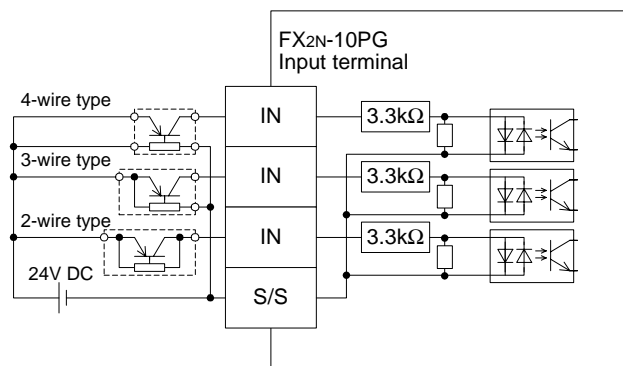 FX2N-10PG
Input terminal
4-wire type
IN
3.3kΩ
3-wire type
IN
3.3kΩ
2-wire type
IN
3.3kΩ
24V DC
S/S